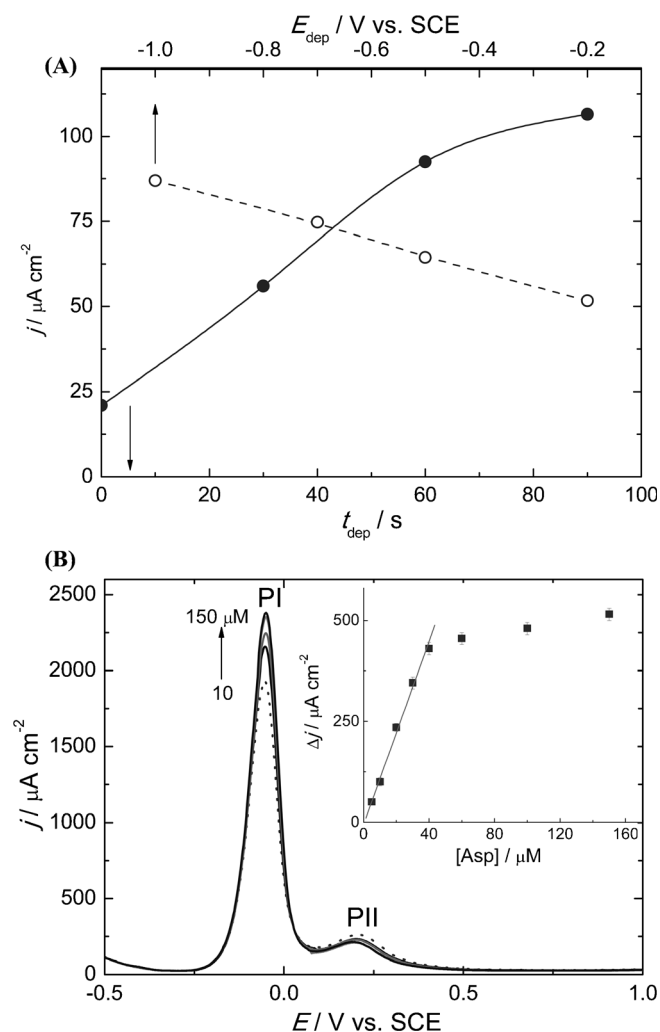 E_dep / V vs. SCE
(A) -1.0 -0.8 -0.6 -0.4 -0.2
100
75
50
25
0
j / μA cm⁻²
0 20 40 60 80 100
t_dep / s
(B)
2500
2000
1500
1000
500
0
j / μA cm⁻²
PI
150 μM
10
PII
500
250
0
Δj / μA cm⁻²
0 40 80 120 160
[Asp] / μM
-0.5 0.0 0.5 1.0
E / V vs. SCE